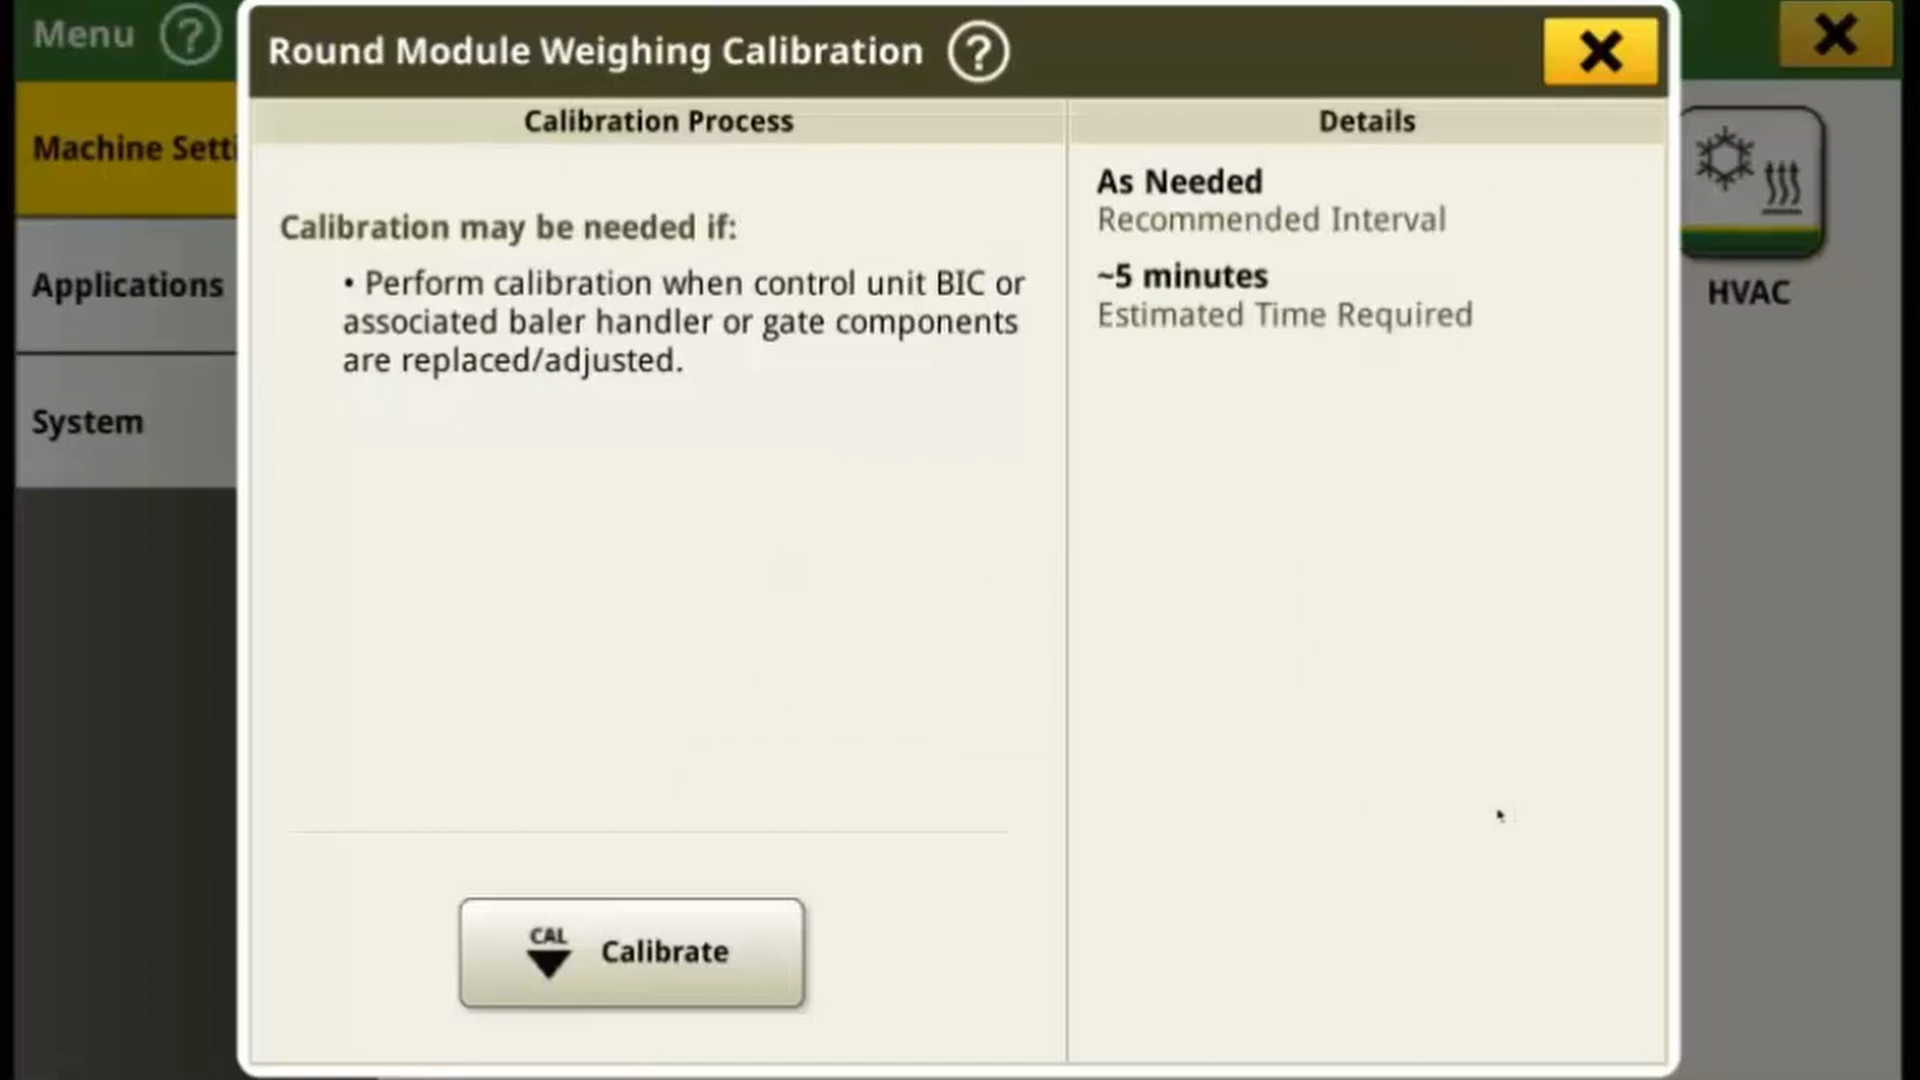 Menu ?
Round Module Weighing Calibration ?
Machine Setti
Applications
System
Calibration Process
Calibration may be needed if:
• Perform calibration when control unit BIC or
associated baler handler or gate components
are replaced/adjusted.
CAL
Calibrate
Details
As Needed
Recommended Interval
~5 minutes
Estimated Time Required
HVAC